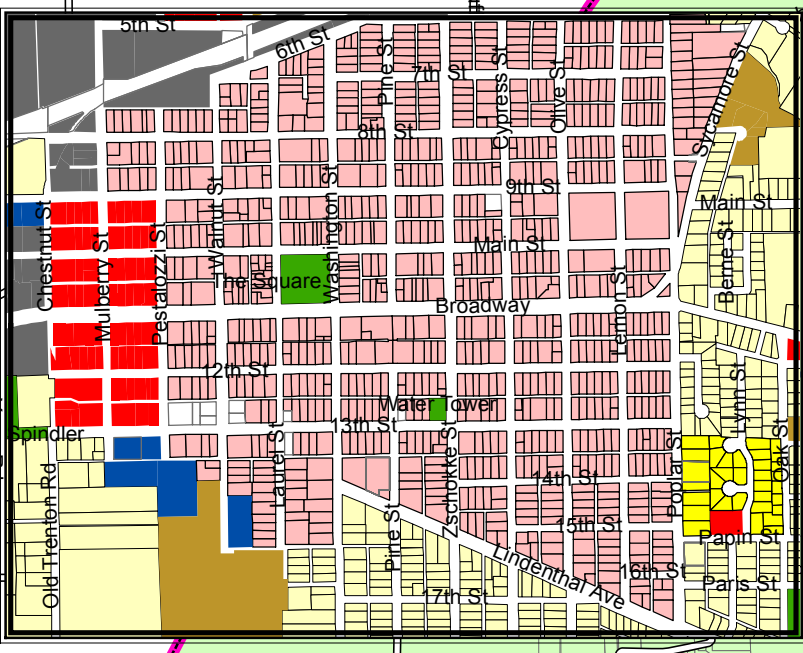 5th St
6th St
Pine St
7th St
Cypress St
Olive St
Sycamore St
8th St
9th St
Main St
Chestnut St
Walnut St
Washington St
Main St
Mulberry St
Pestalozzi St
The Square
Berne St
Broadway
Lemon St
12th St
Water Tower
Lynn St
Spindler
13th St
Laurel St
Zschokke St
Poplar St
Oak St
14th St
Old Trenton Rd
Pine St
15th St
Papin St
Lindenthal Ave
16th St
Paris St
17th St